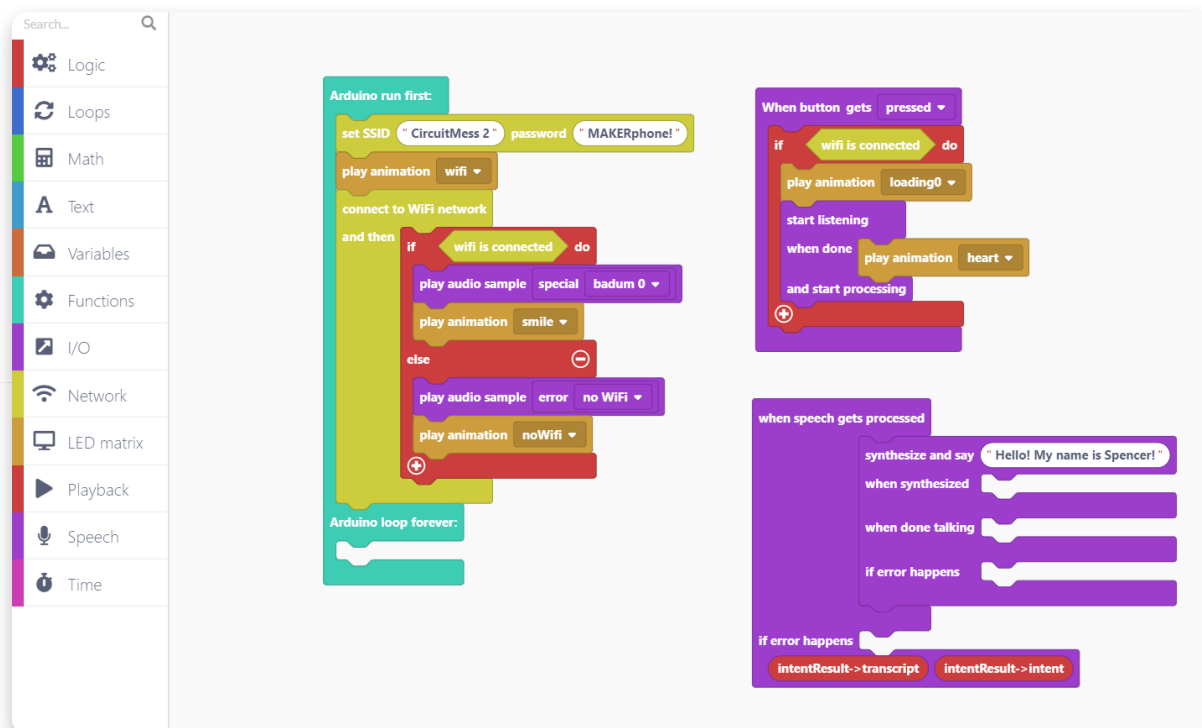 Search...
Logic
Loops
Math
Text
Variables
Functions
I/O
Network
LED matrix
Playback
Speech
Time
Arduino run first:
set SSID " CircuitMess 2 " password " MAKERphone! "
play animation wifi
connect to WiFi network
and then
if wifi is connected do
play audio sample special badum 0
play animation smile
else
play audio sample error no WiFi
play animation noWifi
Arduino loop forever:
When button gets pressed
if wifi is connected do
play animation loading0
start listening
when done play animation heart
and start processing
when speech gets processed
synthesize and say " Hello! My name is Spencer! "
when synthesized
when done talking
if error happens
if error happens
intentResult->transcript intentResult->intent